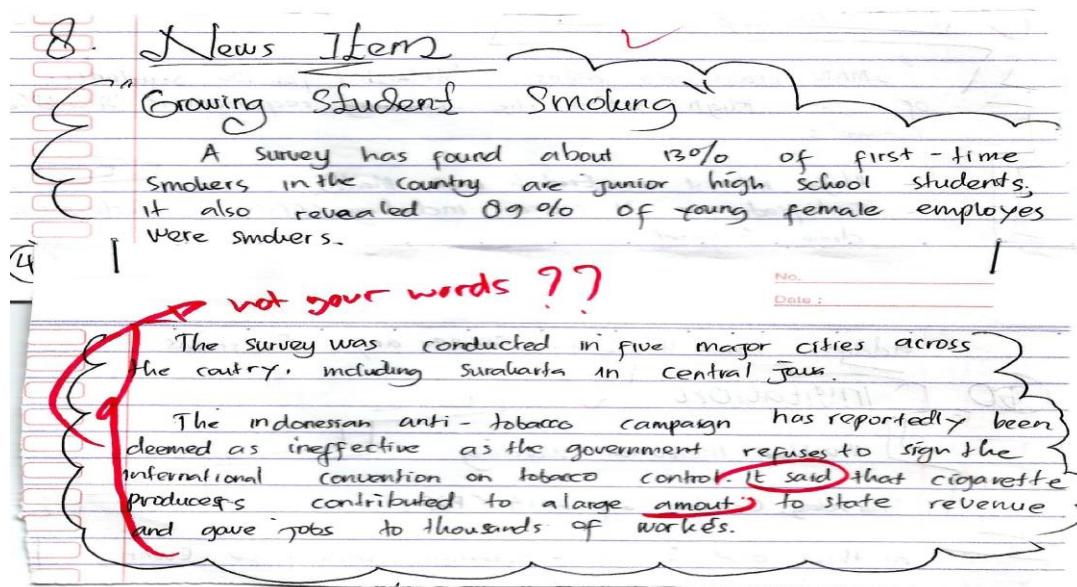 8. News Item
"Growing Student Smoking"
A survey has found about 13% of first-time
smokers in the country are junior high school students,
it also revaaled 89% of young female employes
were smokers.
4
not your words ??
No.
Date :
The survey was conducted in five major cities across
the coutry, including Surakarta in central Java.
The indonesian anti-tobacco campaign has reportedly been
deemed as ineffective as the government refuses to sign the
international convention on tobacco control. it said that cigarette
producers contributed to a large amout to state revenue
and gave jobs to thousands of workes.